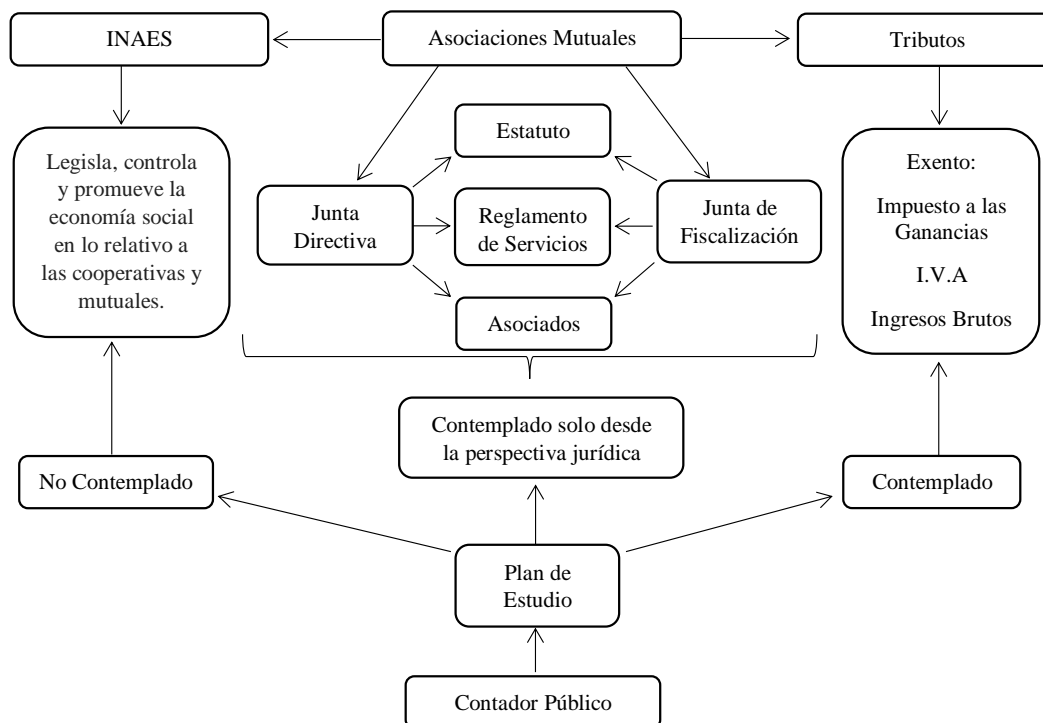 INAES
Asociaciones Mutuales
Tributos
Legisla, controla
y promueve la
economía social
en lo relativo a
las cooperativas y
mutuales.
Estatuto
Junta
Directiva
Reglamento
de Servicios
Junta de
Fiscalización
Asociados
Exento:
Impuesto a las
Ganancias
I.V.A
Ingresos Brutos
Contemplado solo desde
la perspectiva jurídica
No Contemplado
Contemplado
Plan de
Estudio
Contador Público